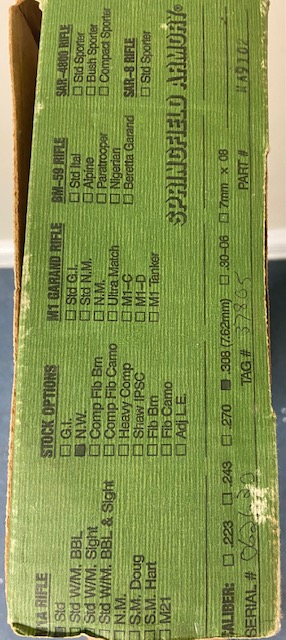 TA RIFLE
Std
Std W/M. BBL
Std W/M. Sight
Std W/M. BBL & Sight
N.M.
S.M. Doug
S.M. Hart
M21
STOCK OPTIONS
G.I.
N.W.
Comp Fib Brn
Comp Fib Camo
Heavy Comp
Shaw IPSC
Fib Brn
Fib Camo
Adj L.E.
M1 GARAND RIFLE
Std G.I.
Std N.M.
N.M.
Ultra Match
M1-C
M1-D
M1 Tanker
BM-59 RIFLE
Std Ital
Alpine
Paratrooper
Nigerian
Beretta Garand
SAR-4800 RIFLE
Std Sporter
Bush Sporter
Compact Sporter
SAR-8 RIFLE
Std Sporter
SPRINGFIELD ARMORY®
ALIBER: .223 .243 .270 .308 (7.62mm) .30-06 7mm x 08
SERIAL # TAG # PART #